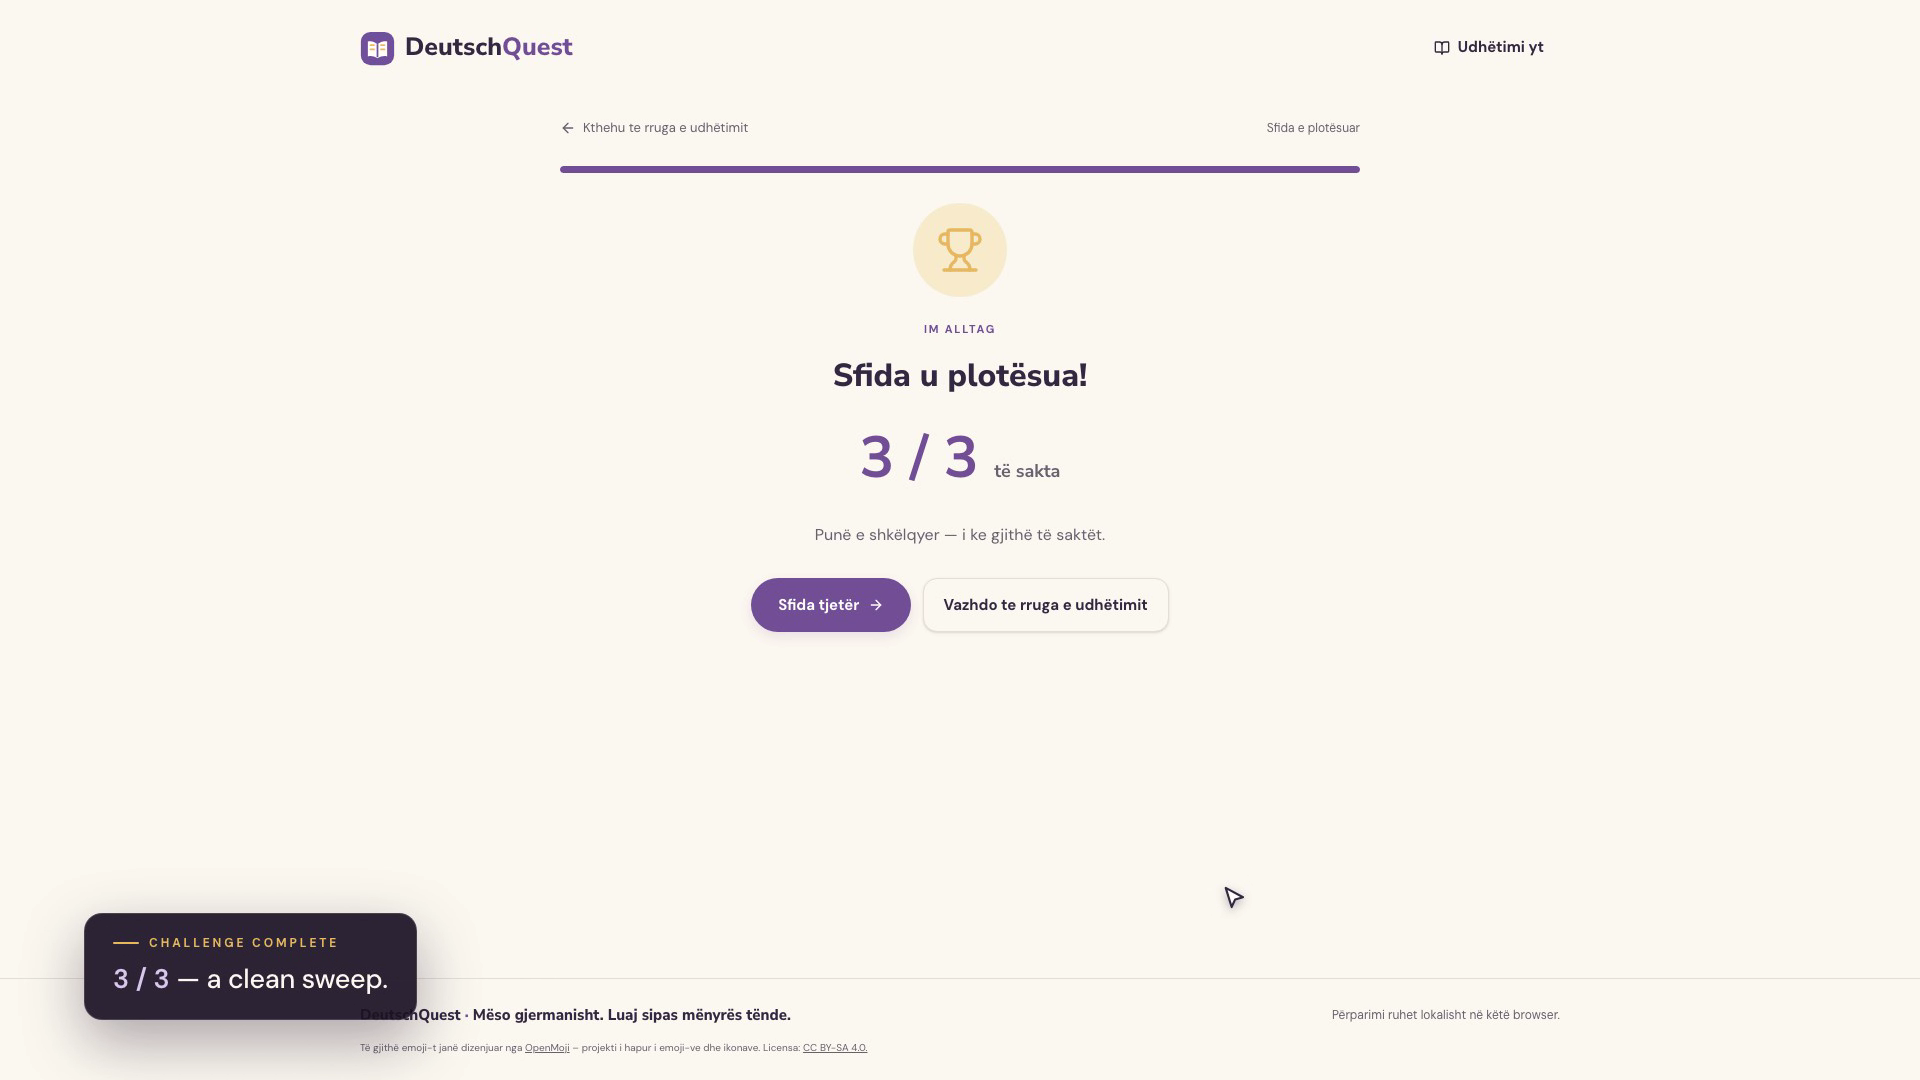 DeutschQuest
Udhëtimi yt
Kthehu te rruga e udhëtimit
Sfida e plotësuar
IM ALLTAG
Sfida u plotësua!
3 / 3 të sakta
Punë e shkëlqyer — i ke gjithë të saktët.
Sfida tjetër
Vazhdo te rruga e udhëtimit
CHALLENGE COMPLETE
3 / 3 — a clean sweep.
DeutschQuest · Mëso gjermanisht. Luaj sipas mënyrës tënde.
Përparimi ruhet lokalisht në këtë browser.
Të gjithë emoji-t janë dizenjuar nga OpenMoji – projekti i hapur i emoji-ve dhe ikonave. Licensa: CC BY-SA 4.0.